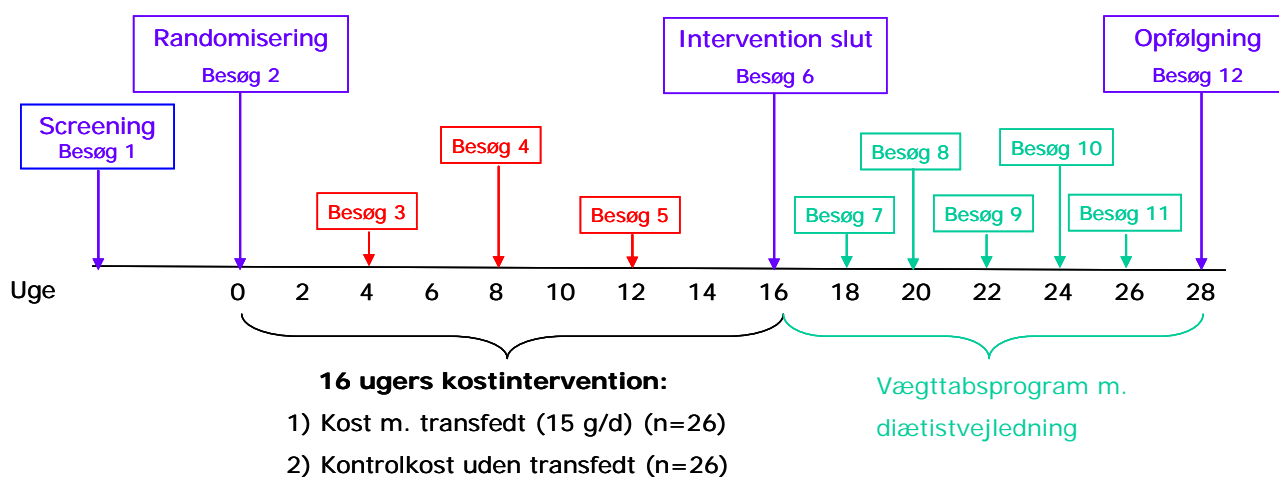 Randomisering
Besøg 2
Intervention slut
Besøg 6
Opfølgning
Besøg 12
Screening
Besøg 1
Besøg 4
Besøg 8
Besøg 10
Besøg 3
Besøg 5
Besøg 7
Besøg 9
Besøg 11
Uge 0 2 4 6 8 10 12 14 16 18 20 22 24 26 28
16 ugers kostintervention:
1) Kost m. transfedt (15 g/d) (n=26)
2) Kontrolkost uden transfedt (n=26)
Vægttabsprogram m.
diætistvejledning